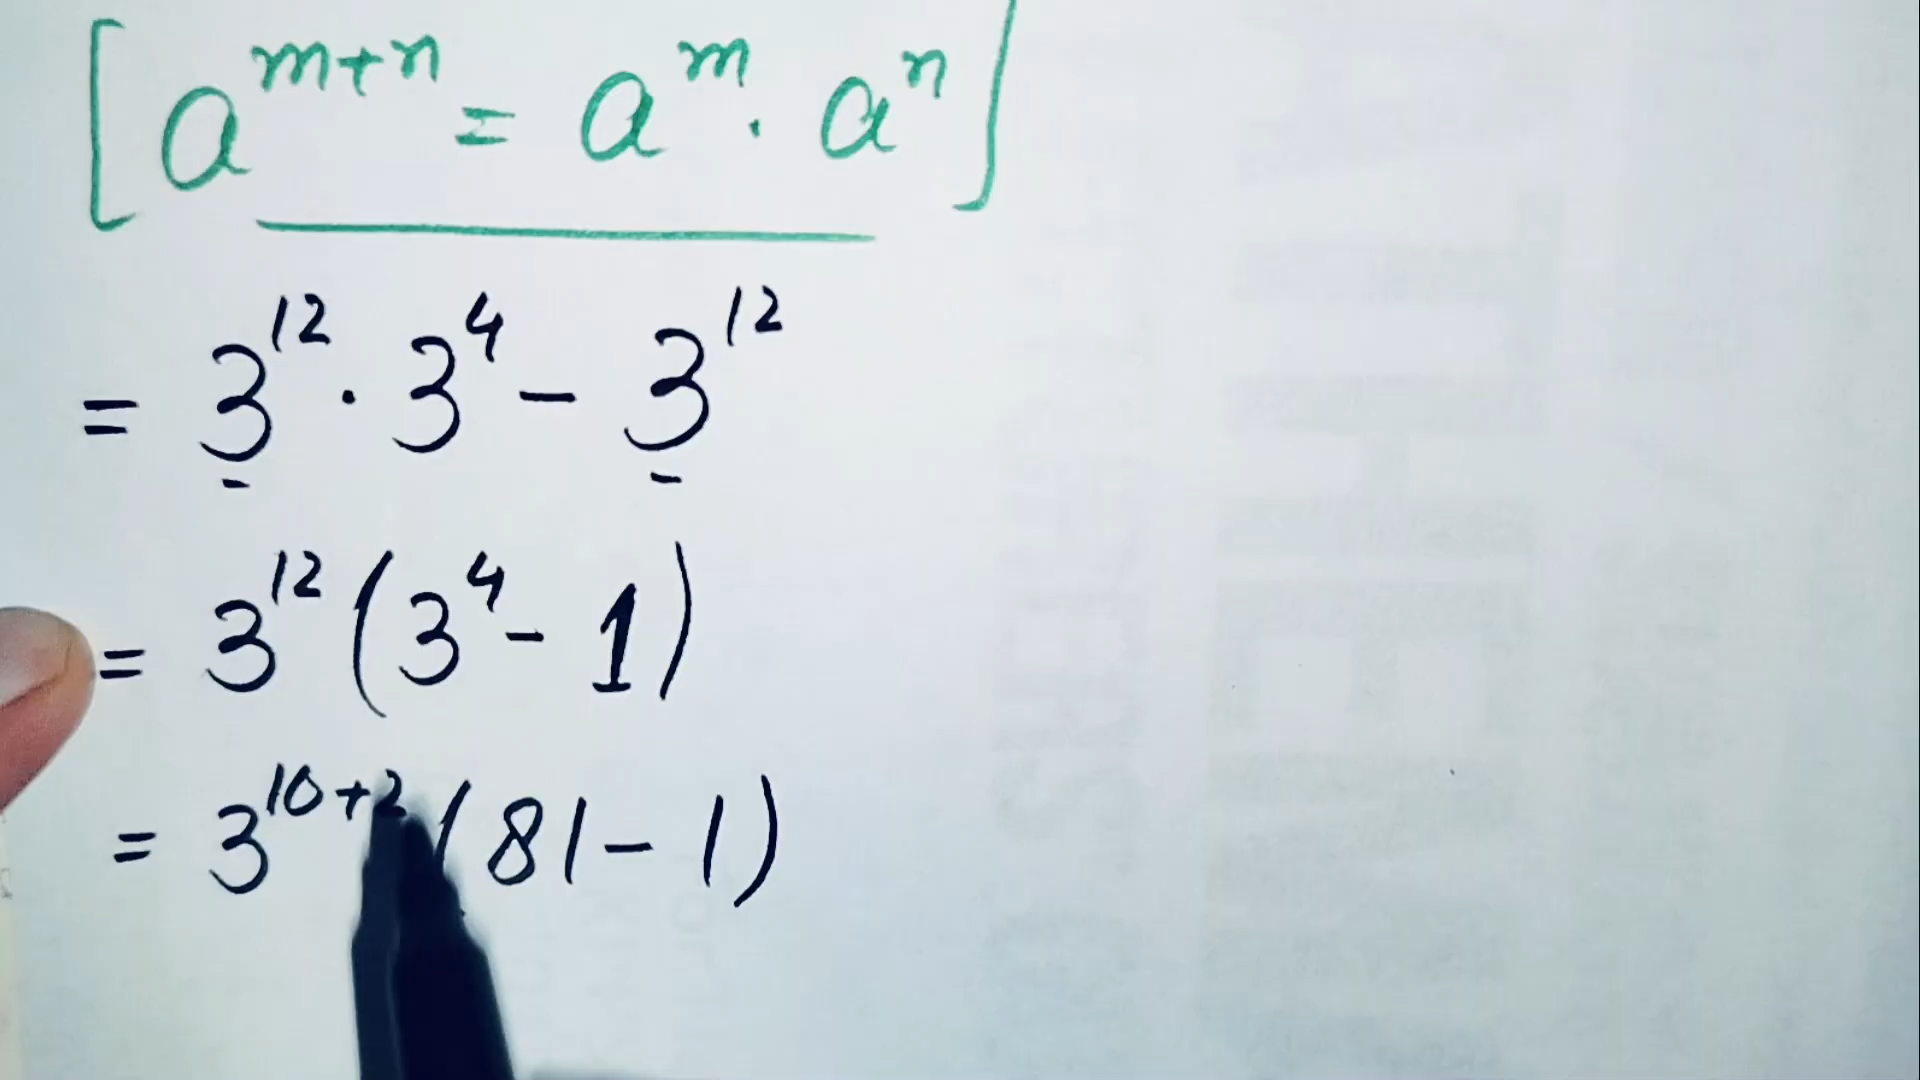 [a^{m+n} = a^m · a^n]
= 3^{12} · 3^4 - 3^{12}
= 3^{12} (3^4 - 1)
= 3^{10+2} (81 - 1)